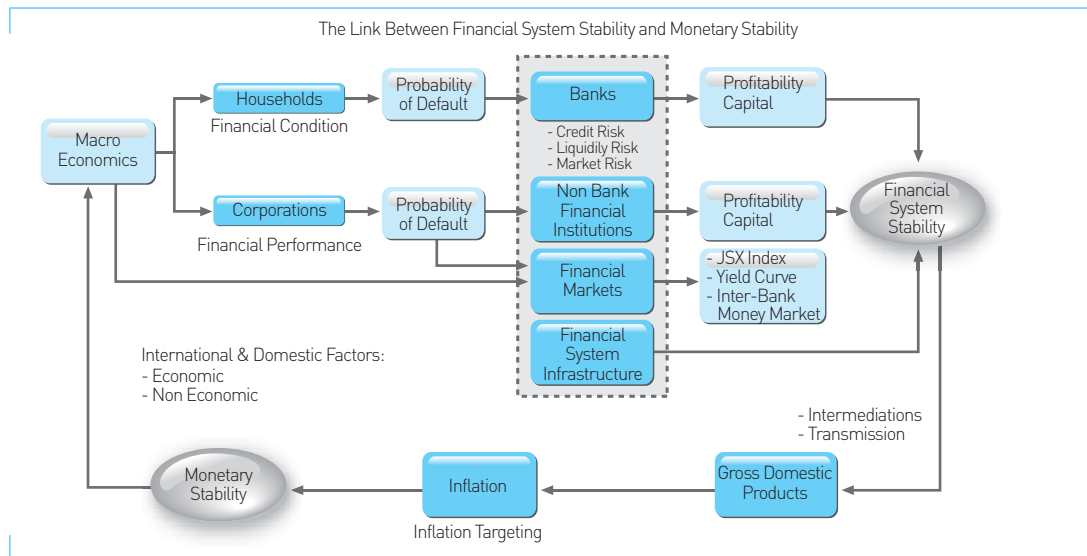 The Link Between Financial System Stability and Monetary Stability
Households
Financial Condition
Probability
of Default
Banks
- Credit Risk
- Liquidily Risk
- Market Risk
Profitability
Capital
Macro
Economics
Corporations
Financial Performance
Probability
of Default
Non Bank
Financial
Institutions
Profitability
Capital
Financial
System
Stability
Financial
Markets
- JSX Index
- Yield Curve
- Inter-Bank
Money Market
Financial
System
Infrastructure
International & Domestic Factors:
- Economic
- Non Economic
- Intermediations
- Transmission
Monetary
Stability
Inflation
Inflation Targeting
Gross Domestic
Products